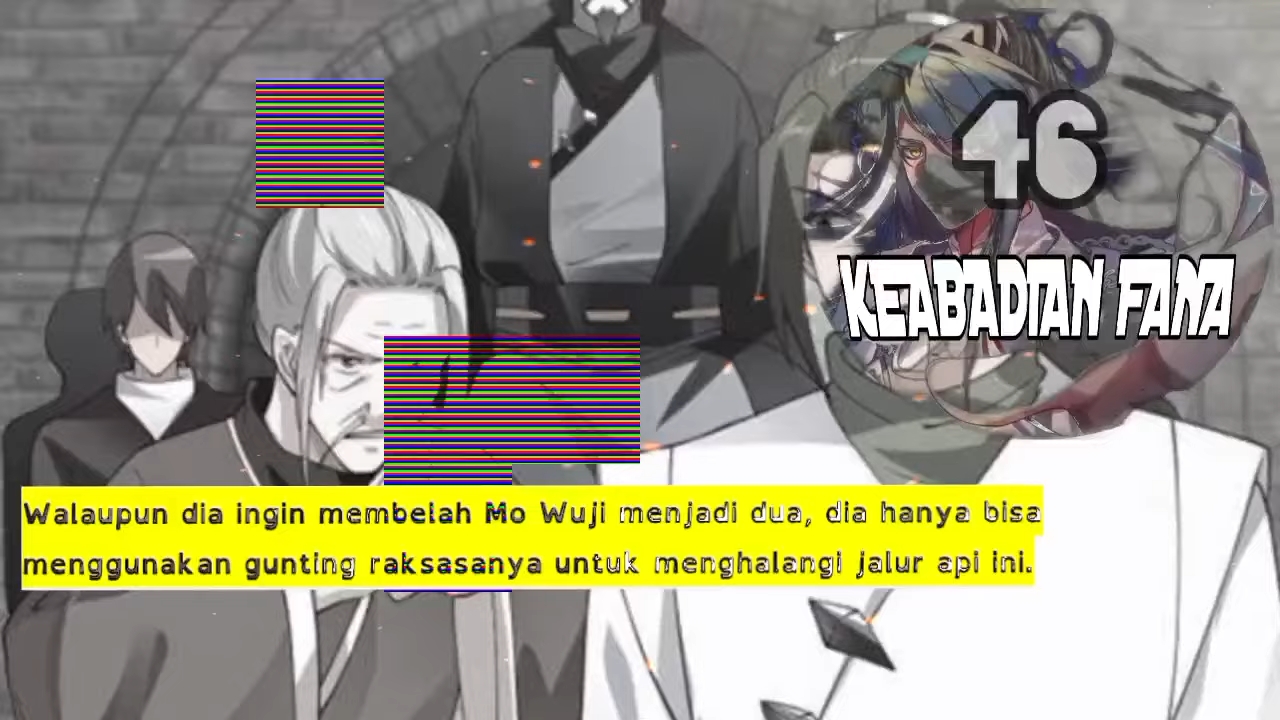 46
KEABADIAN FANA
Walaupun dia ingin membelah Mo Wuji menjadi dua, dia hanya bisa
menggunakan gunting raksasanya untuk menghalangi jalur api ini.